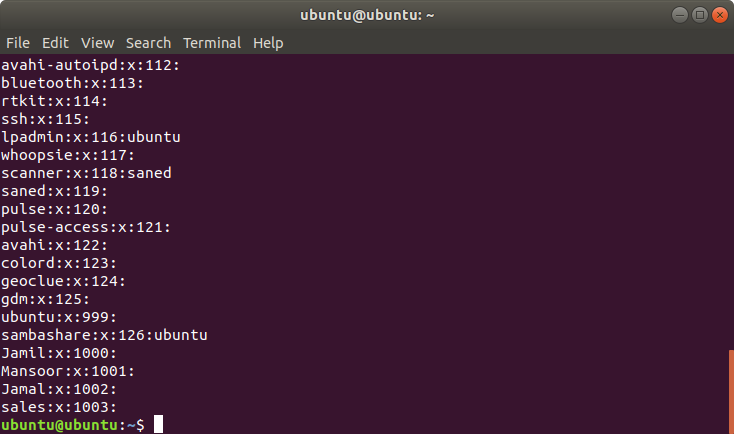 ubuntu@ubuntu: ~
File Edit View Search Terminal Help
avahi-autoipd:x:112:
bluetooth:x:113:
rtkit:x:114:
ssh:x:115:
lpadmin:x:116:ubuntu
whoopsie:x:117:
scanner:x:118:saned
saned:x:119:
pulse:x:120:
pulse-access:x:121:
avahi:x:122:
colord:x:123:
geoclue:x:124:
gdm:x:125:
ubuntu:x:999:
sambashare:x:126:ubuntu
Jamil:x:1000:
Mansoor:x:1001:
Jamal:x:1002:
sales:x:1003:
ubuntu@ubuntu:~$